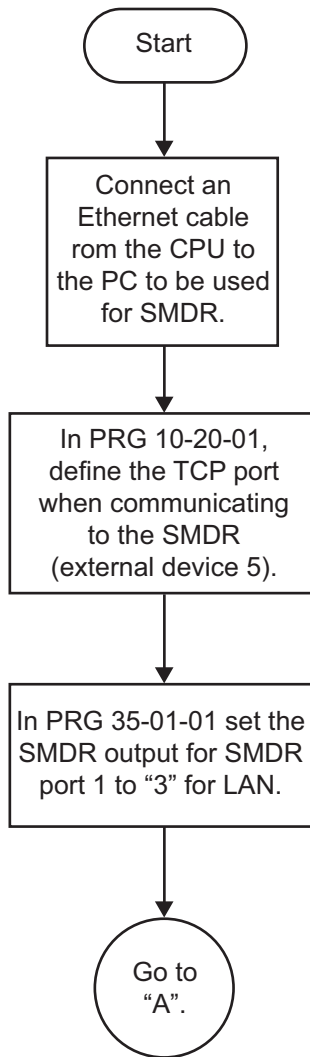 Start
Connect an
Ethernet cable
rom the CPU to
the PC to be used
for SMDR.
In PRG 10-20-01,
define the TCP port
when communicating
to the SMDR
(external device 5).
In PRG 35-01-01 set the
SMDR output for SMDR
port 1 to “3” for LAN.
Go to
“A”.